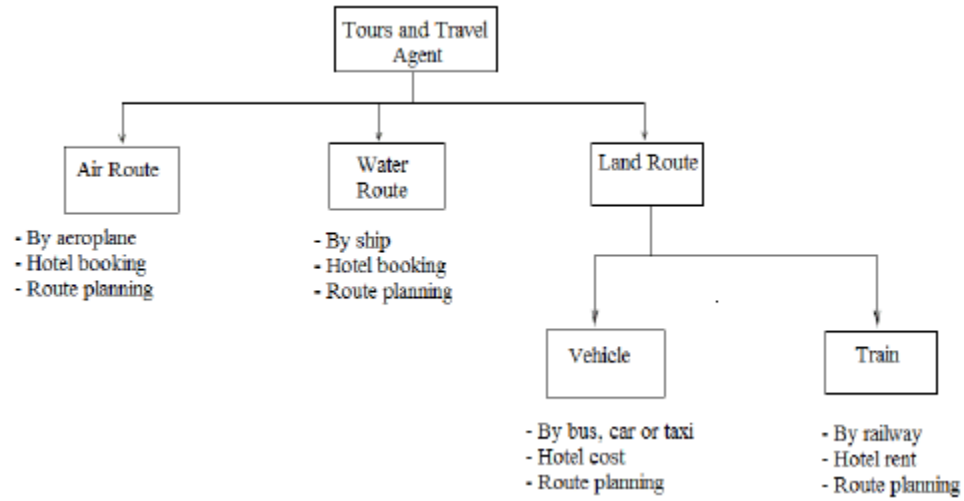 Tours and Travel
Agent
Air Route
Water
Route
Land Route
- By aeroplane
- Hotel booking
- Route planning
- By ship
- Hotel booking
- Route planning
Vehicle
Train
- By bus, car or taxi
- Hotel cost
- Route planning
- By railway
- Hotel rent
- Route planning